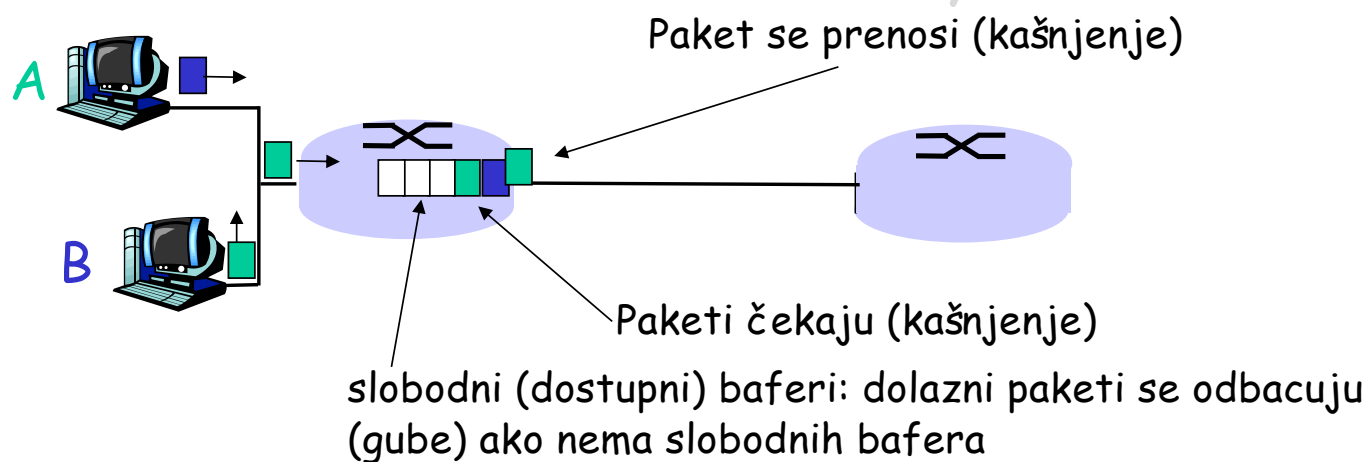 Paket se prenosi (kašnjenje)
A
B
Paketi čekaju (kašnjenje)
slobodni (dostupni) baferi: dolazni paketi se odbacuju
(gube) ako nema slobodnih bafera